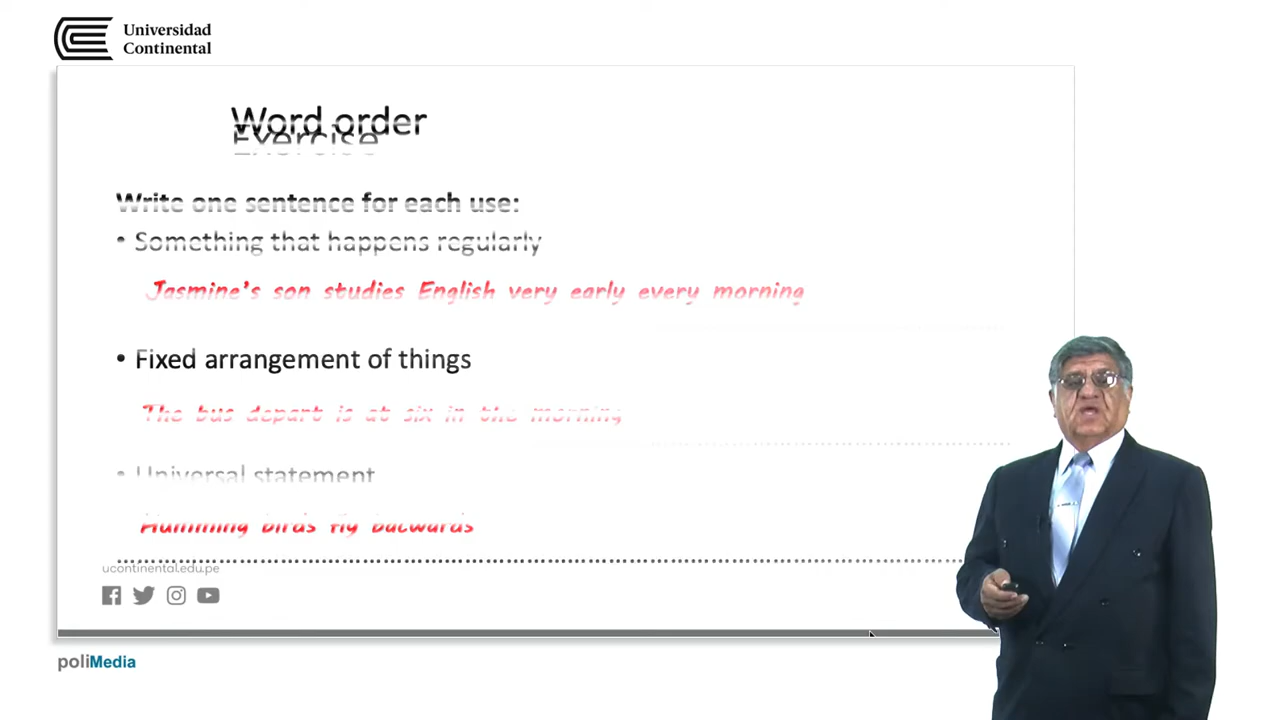 Universidad
Continental
Word order
Exercise
Write one sentence for each use:
• Something that happens regularly
Jasmine's son studies English very early every morning
• Fixed arrangement of things
The bus depart is at six in the morning
• Universal statement
Humming birds fly bacwards
ucontinental.edu.pe
poliMedia